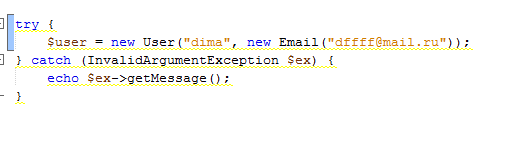 try {
$user = new User("dima", new Email("dffff@mail.ru"));
} catch (InvalidArgumentException $ex) {
echo $ex->getMessage();
}